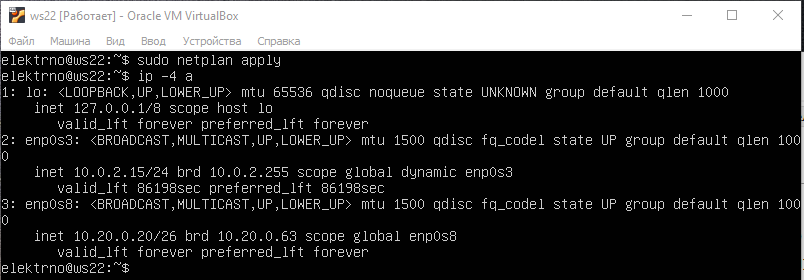 ws22 [Работает] - Oracle VM VirtualBox
Файл Машина Вид Ввод Устройства Справка
elektrno@ws22:~$ sudo netplan apply
elektrno@ws22:~$ ip -4 a
1: lo: <LOOPBACK,UP,LOWER_UP> mtu 65536 qdisc noqueue state UNKNOWN group default qlen 1000
    inet 127.0.0.1/8 scope host lo
       valid_lft forever preferred_lft forever
2: enp0s3: <BROADCAST,MULTICAST,UP,LOWER_UP> mtu 1500 qdisc fq_codel state UP group default qlen 100
0
    inet 10.0.2.15/24 brd 10.0.2.255 scope global dynamic enp0s3
       valid_lft 86198sec preferred_lft 86198sec
3: enp0s8: <BROADCAST,MULTICAST,UP,LOWER_UP> mtu 1500 qdisc fq_codel state UP group default qlen 100
0
    inet 10.20.0.20/26 brd 10.20.0.63 scope global enp0s8
       valid_lft forever preferred_lft forever
elektrno@ws22:~$